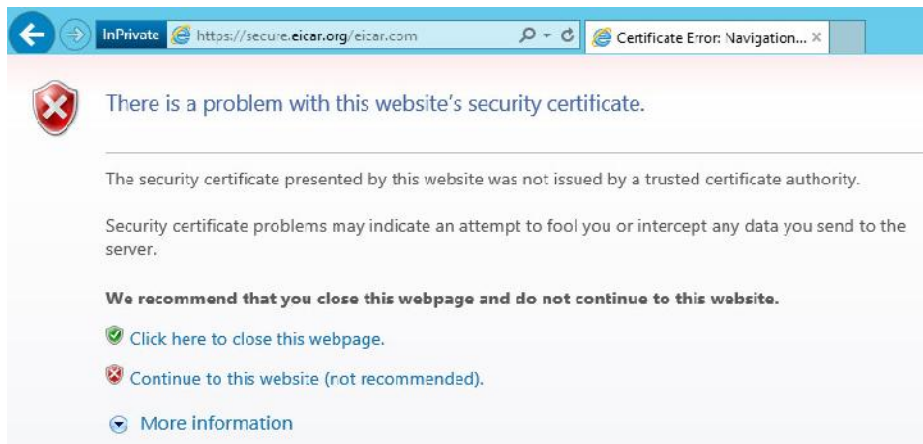 InPrivate https://secure.eicar.org/eicar.com Certificate Error: Navigation...
There is a problem with this website's security certificate.
The security certificate presented by this website was not issued by a trusted certificate authority.
Security certificate problems may indicate an attempt to fool you or intercept any data you send to the
server.
We recommend that you close this webpage and do not continue to this website.
Click here to close this webpage.
Continue to this website (not recommended).
More information